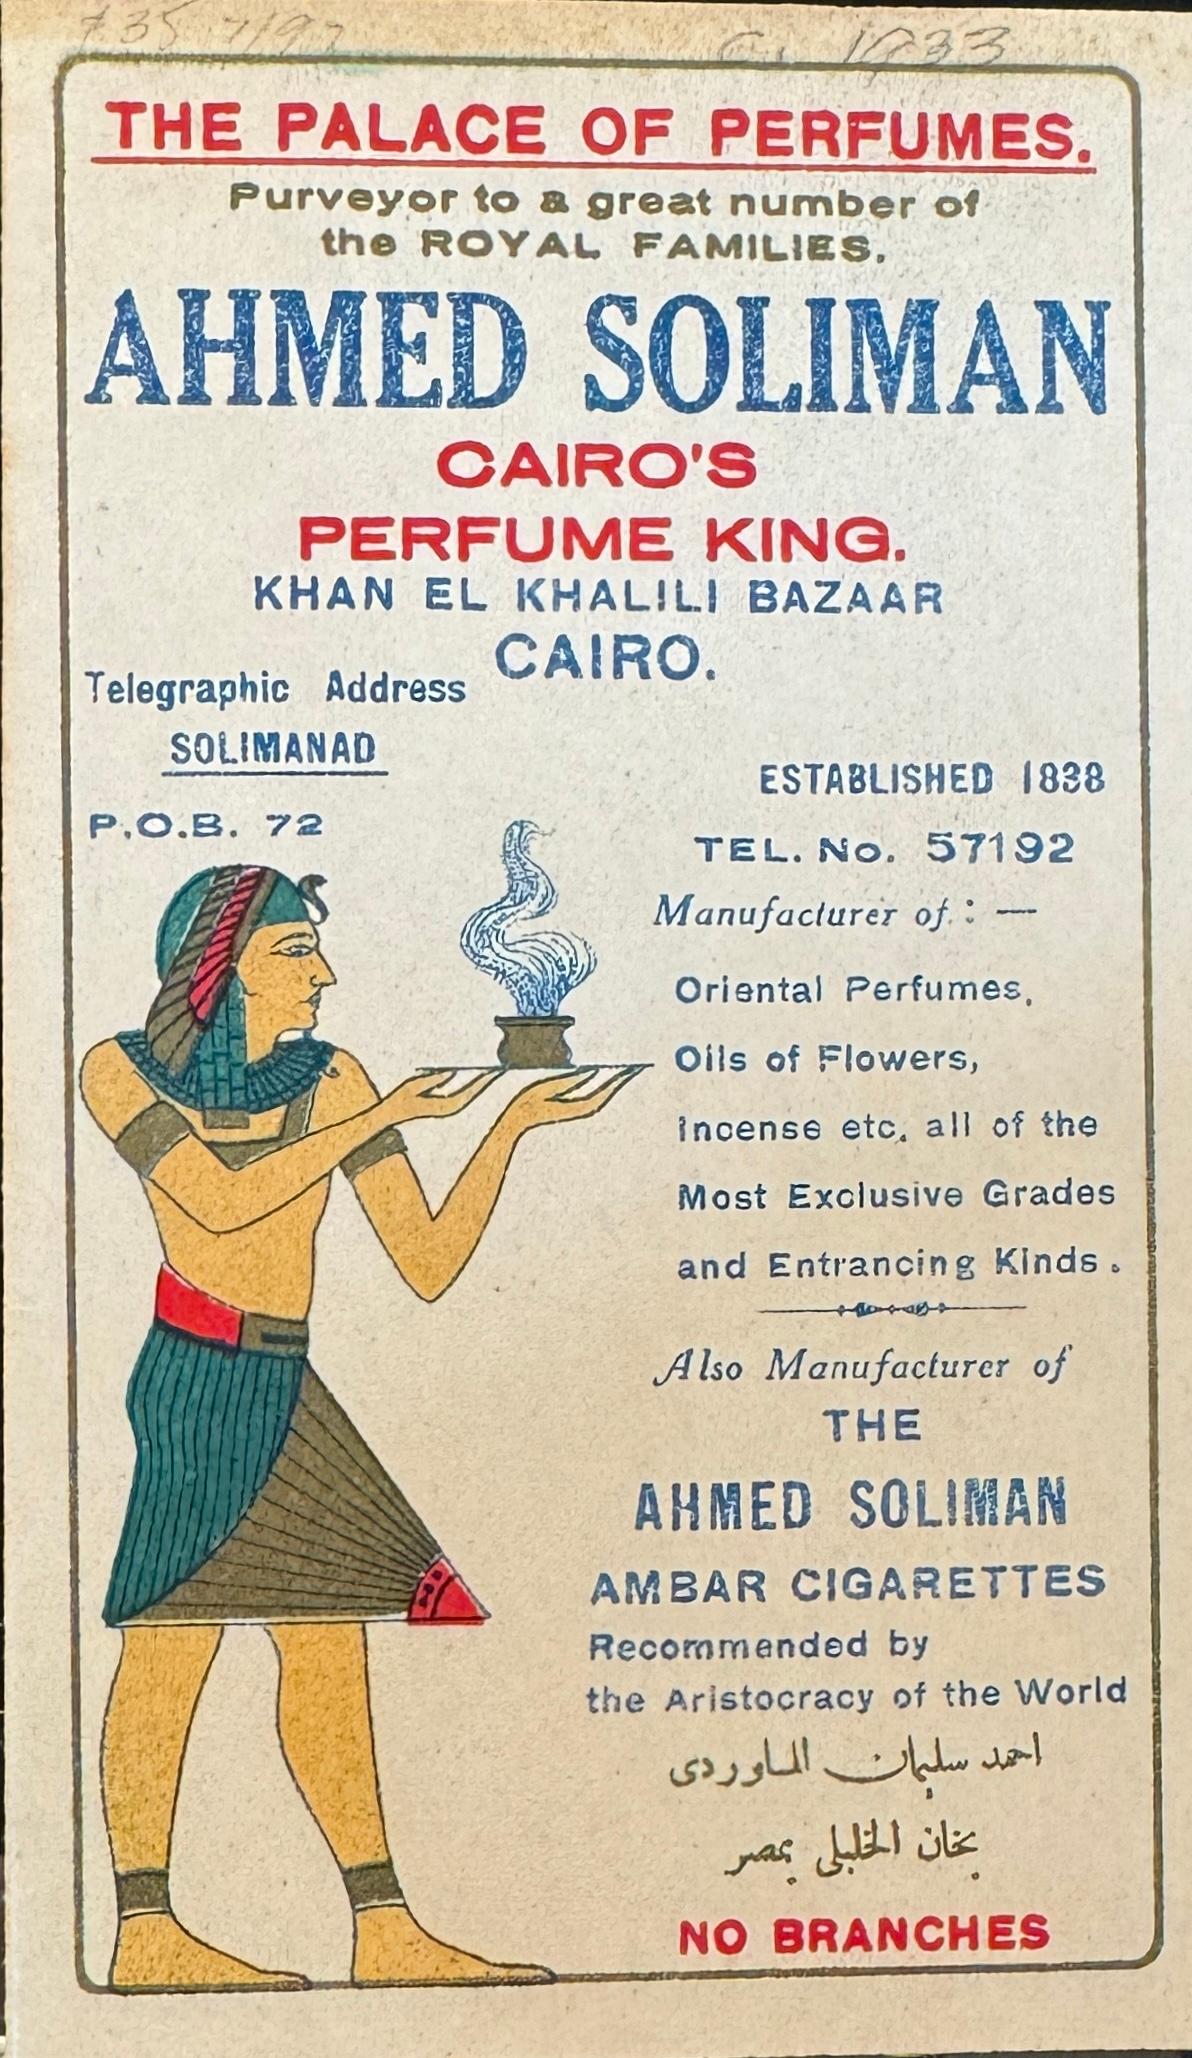 c. 1933
THE PALACE OF PERFUMES.
Purveyor to a great number of
the ROYAL FAMILIES.
AHMED SOLIMAN
CAIRO'S
PERFUME KING.
KHAN EL KHALILI BAZAAR
CAIRO.
Telegraphic Address
SOLIMANAD
P.O.B. 72
ESTABLISHED 1838
TEL. No. 57192
Manufacturer of : —
Oriental Perfumes,
Oils of Flowers,
Incense etc, all of the
Most Exclusive Grades
and Entrancing Kinds.
Also Manufacturer of
THE
AHMED SOLIMAN
AMBAR CIGARETTES
Recommended by
the Aristocracy of the World
احمد سليمان الماوردى
بخان الخليلى بمصر
NO BRANCHES